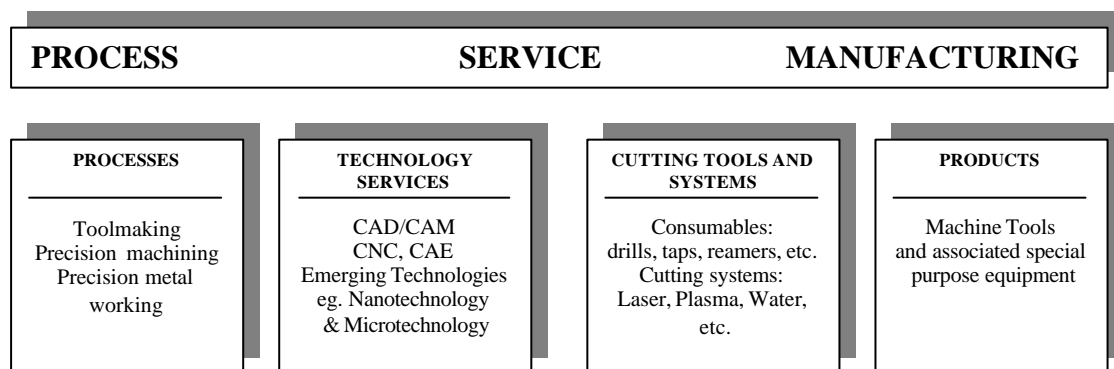 PROCESS SERVICE MANUFACTURING
PROCESSES
Toolmaking
Precision machining
Precision metal
working
TECHNOLOGY
SERVICES
CAD/CAM
CNC, CAE
Emerging Technologies
eg. Nanotechnology
& Microtechnology
CUTTING TOOLS AND
SYSTEMS
Consumables:
drills, taps, reamers, etc.
Cutting systems:
Laser, Plasma, Water,
etc.
PRODUCTS
Machine Tools
and associated special
purpose equipment